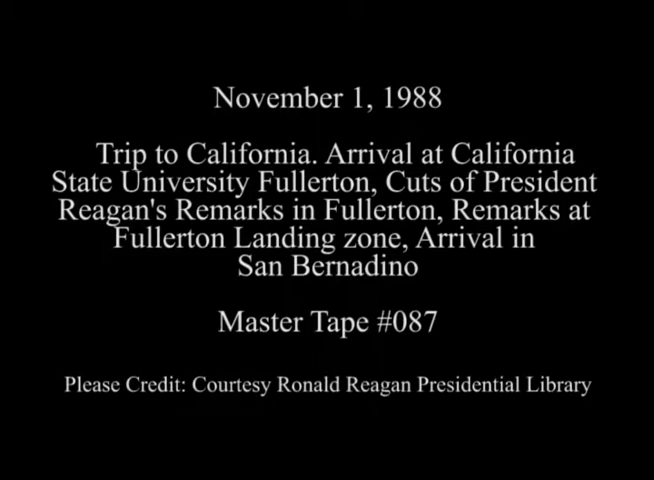 November 1, 1988
Trip to California. Arrival at California
State University Fullerton, Cuts of President
Reagan's Remarks in Fullerton, Remarks at
Fullerton Landing zone, Arrival in
San Bernadino
Master Tape #087
Please Credit: Courtesy Ronald Reagan Presidential Library